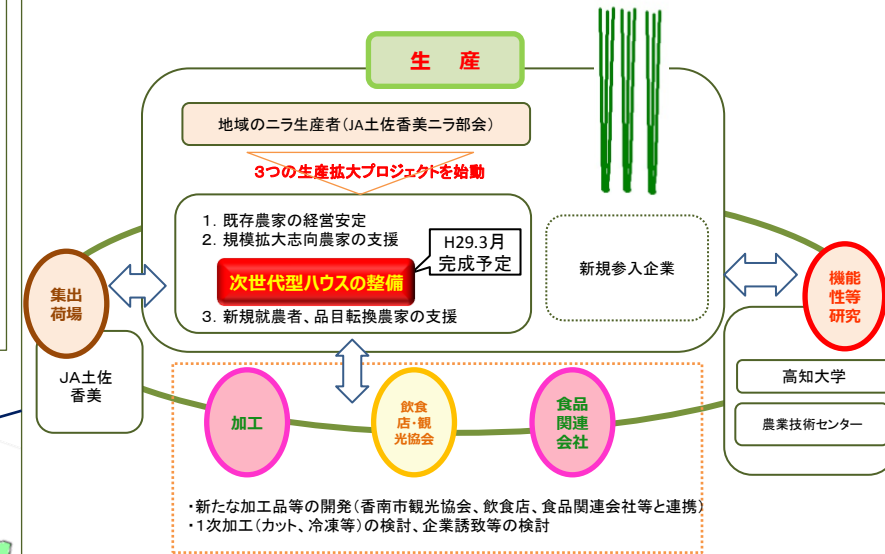 生　産
地域のニラ生産者（JA土佐香美ニラ部会）
３つの生産拡大プロジェクトを始動
1. 既存農家の経営安定
2. 規模拡大志向農家の支援
H29.3月
完成予定
次世代型ハウスの整備
3. 新規就農者、品目転換農家の支援
新規参入企業
集出
荷場
JA土佐
香美
機能
性等
研究
高知大学
農業技術センター
加工
飲食
店・観
光協会
食品
関連
会社
・新たな加工品等の開発（香南市観光協会、飲食店、食品関連会社等と連携）
・１次加工（カット、冷凍等）の検討、企業誘致等の検討